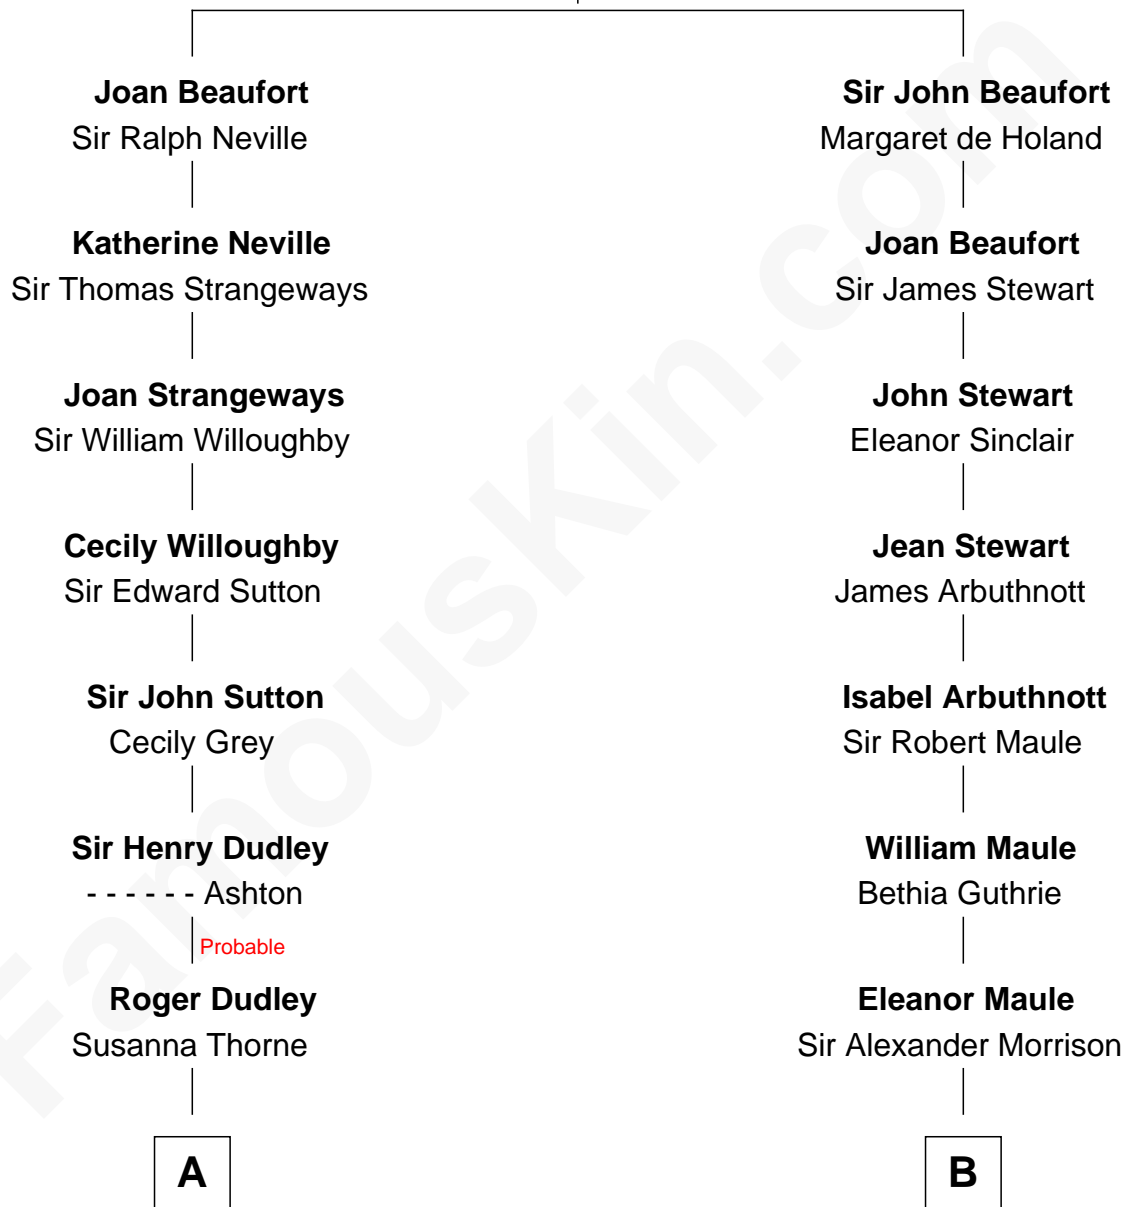 Joan Beaufort
Sir Ralph Neville
Katherine Neville
Sir Thomas Strangeways
Joan Strangeways
Sir William Willoughby
Cecily Willoughby
Sir Edward Sutton
Sir John Sutton
Cecily Grey
Sir Henry Dudley
- - - - - - Ashton
Probable
Roger Dudley
Susanna Thorne
A
Sir John Beaufort
Margaret de Holand
Joan Beaufort
Sir James Stewart
John Stewart
Eleanor Sinclair
Jean Stewart
James Arbuthnott
Isabel Arbuthnott
Sir Robert Maule
William Maule
Bethia Guthrie
Eleanor Maule
Sir Alexander Morrison
B
FamousKin.com